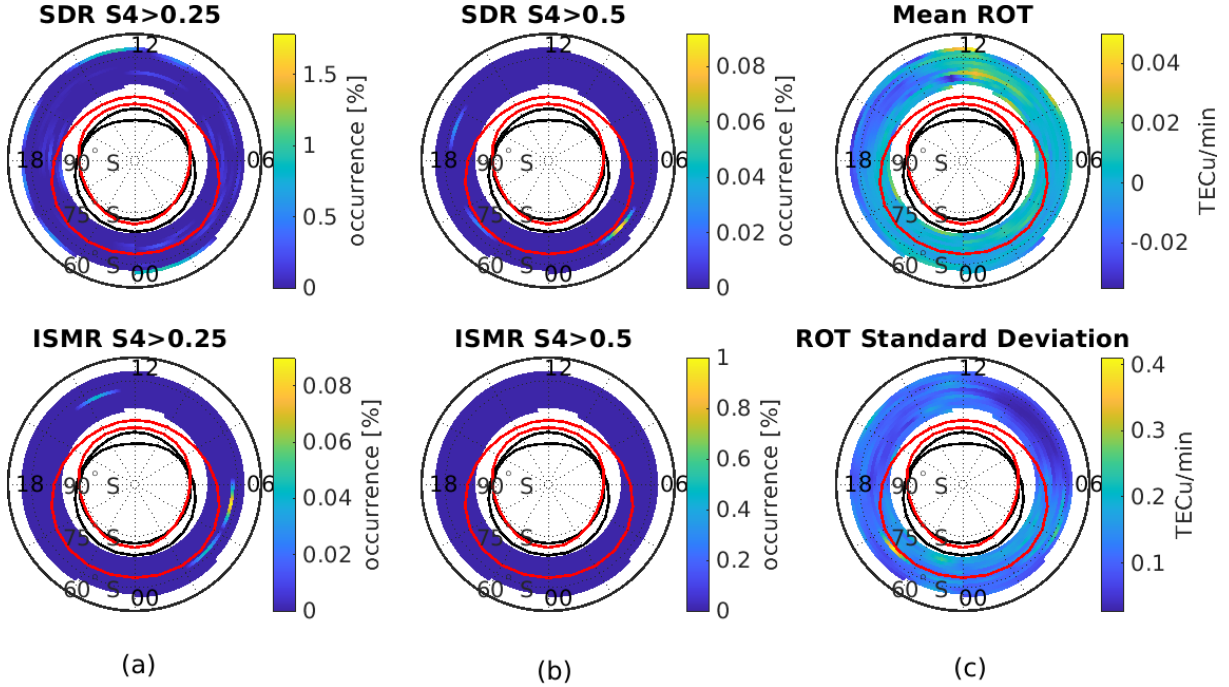 SDR S4>0.25
12
18
06
90° S
75
60° S
00
1.5
1
0.5
0
occurrence [%]
SDR S4>0.5
12
18
06
90° S
75
60° S
00
0.08
0.06
0.04
0.02
0
occurrence [%]
Mean ROT
12
18
06
90° S
75
60° S
00
0.04
0.02
0
-0.02
TECu/min
ISMR S4>0.25
12
18
06
90° S
75° S
60° S
00
0.08
0.06
0.04
0.02
0
occurrence [%]
ISMR S4>0.5
12
18
06
90° S
75° S
60° S
00
1
0.8
0.6
0.4
0.2
0
occurrence [%]
ROT Standard Deviation
12
18
06
90° S
75° S
60° S
00
0.4
0.3
0.2
0.1
TECu/min
(a)
(b)
(c)